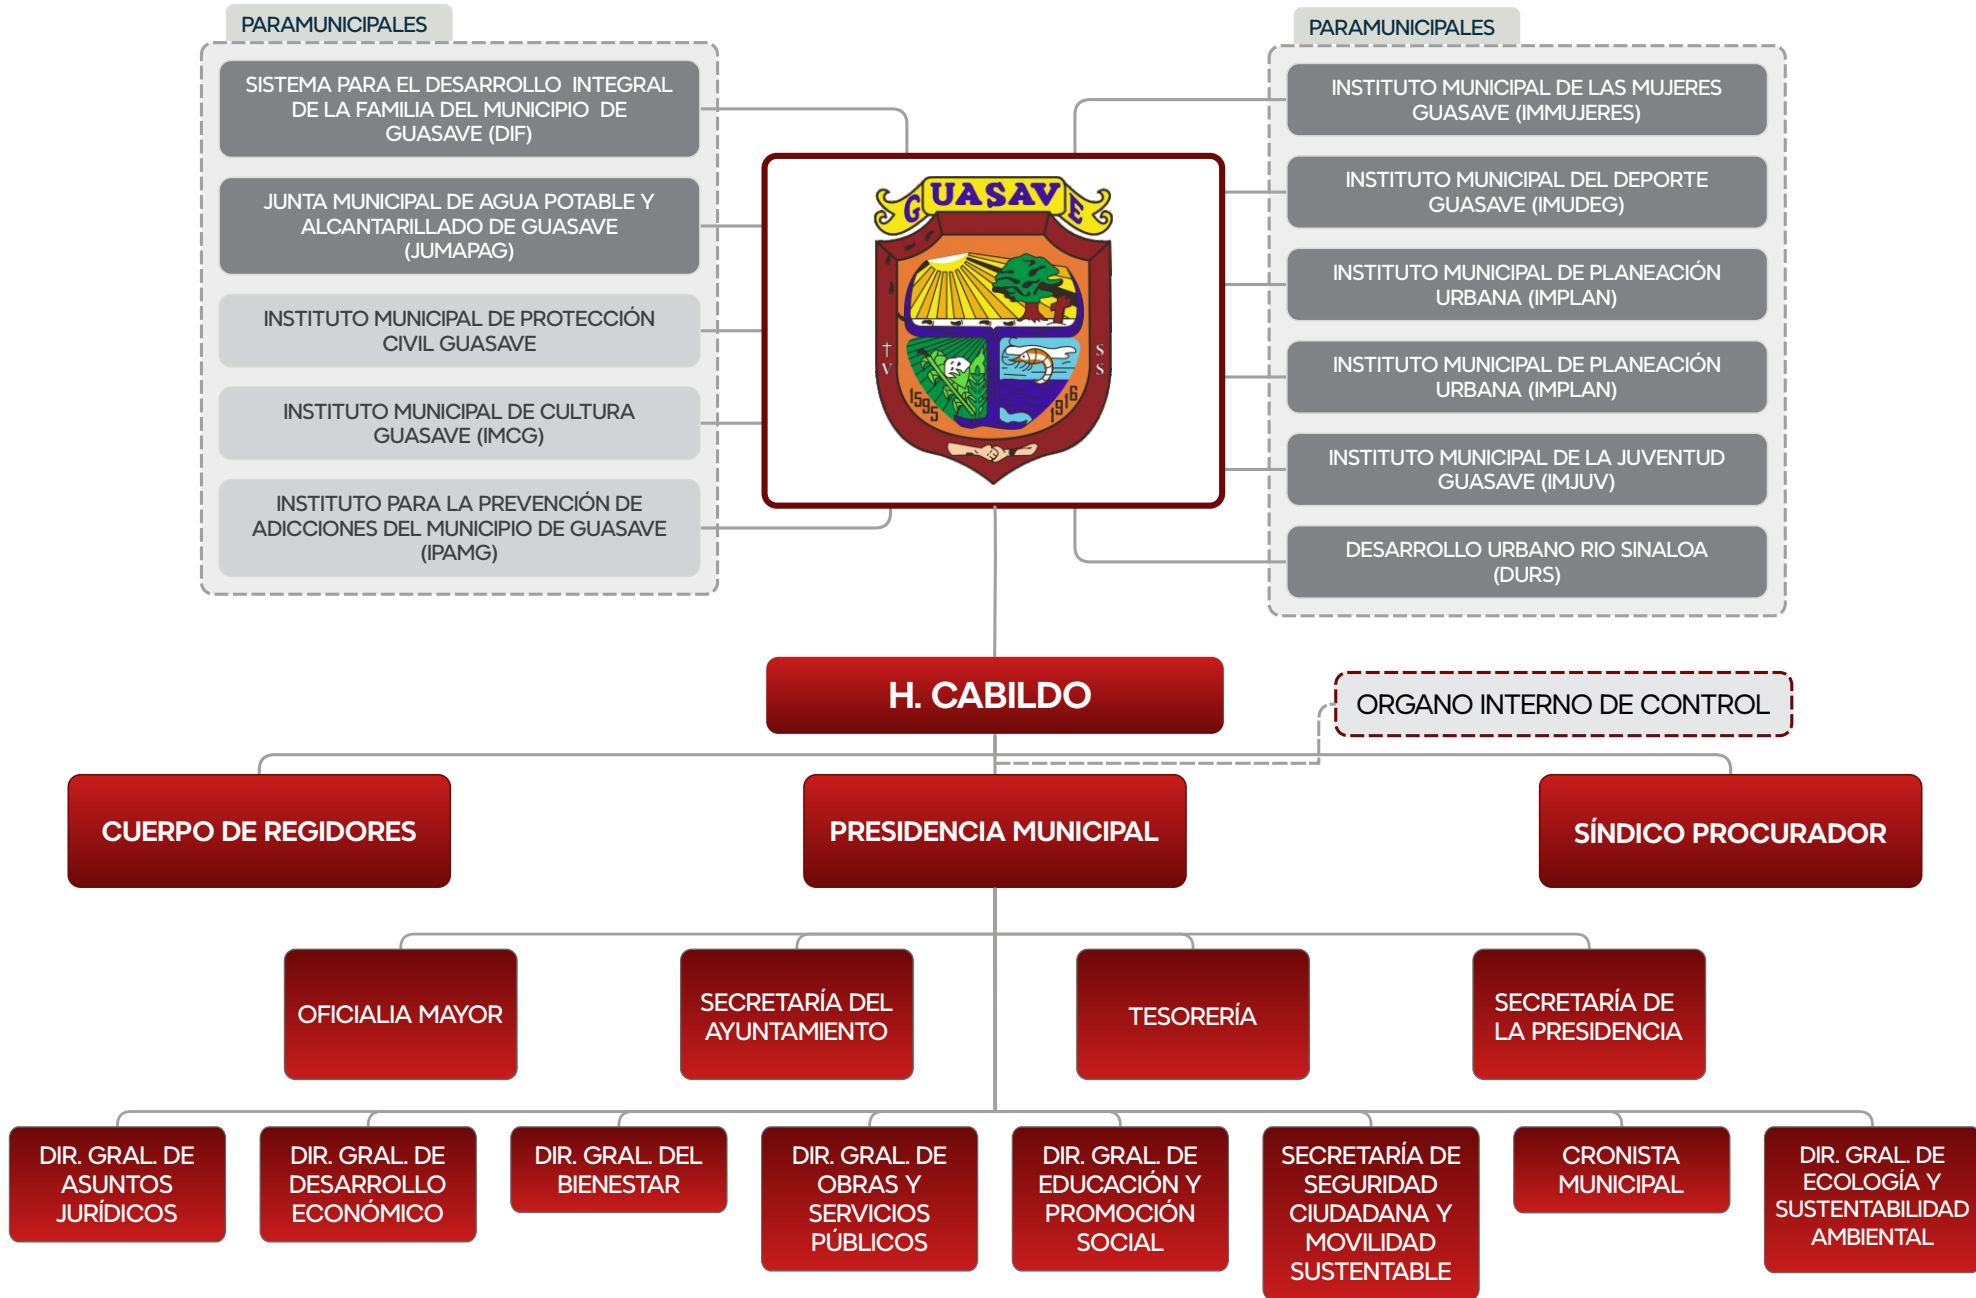 PARAMUNICIPALES
SISTEMA PARA EL DESARROLLO INTEGRAL
DE LA FAMILIA DEL MUNICIPIO DE
GUASAVE (DIF)
JUNTA MUNICIPAL DE AGUA POTABLE Y
ALCANTARILLADO DE GUASAVE
(JUMAPAG)
INSTITUTO MUNICIPAL DE PROTECCIÓN
CIVIL GUASAVE
INSTITUTO MUNICIPAL DE CULTURA
GUASAVE (IMCG)
INSTITUTO PARA LA PREVENCIÓN DE
ADICCIONES DEL MUNICIPIO DE GUASAVE
(IPAMG)
GUASAVE
† V
S S
1595
1916
PARAMUNICIPALES
INSTITUTO MUNICIPAL DE LAS MUJERES
GUASAVE (IMMUJERES)
INSTITUTO MUNICIPAL DEL DEPORTE
GUASAVE (IMUDEG)
INSTITUTO MUNICIPAL DE PLANEACIÓN
URBANA (IMPLAN)
INSTITUTO MUNICIPAL DE PLANEACIÓN
URBANA (IMPLAN)
INSTITUTO MUNICIPAL DE LA JUVENTUD
GUASAVE (IMJUV)
DESARROLLO URBANO RIO SINALOA
(DURS)
H. CABILDO
ORGANO INTERNO DE CONTROL
CUERPO DE REGIDORES
PRESIDENCIA MUNICIPAL
SÍNDICO PROCURADOR
OFICIALIA MAYOR
SECRETARÍA DEL
AYUNTAMIENTO
TESORERÍA
SECRETARÍA DE
LA PRESIDENCIA
DIR. GRAL. DE
ASUNTOS
JURÍDICOS
DIR. GRAL. DE
DESARROLLO
ECONÓMICO
DIR. GRAL. DEL
BIENESTAR
DIR. GRAL. DE
OBRAS Y
SERVICIOS
PÚBLICOS
DIR. GRAL. DE
EDUCACIÓN Y
PROMOCIÓN
SOCIAL
SECRETARÍA DE
SEGURIDAD
CIUDADANA Y
MOVILIDAD
SUSTENTABLE
CRONISTA
MUNICIPAL
DIR. GRAL. DE
ECOLOGÍA Y
SUSTENTABILIDAD
AMBIENTAL